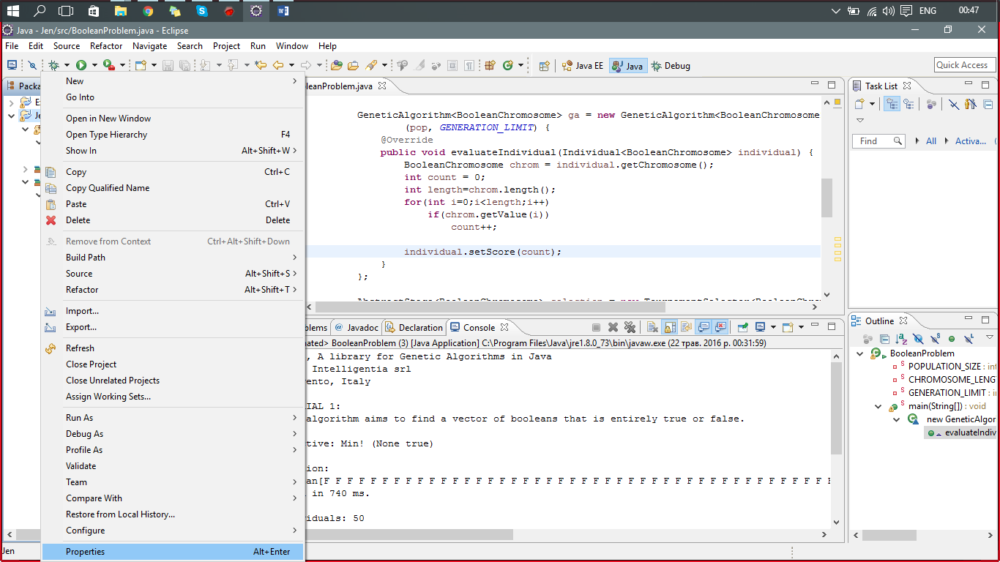 ENG 00:47
Java - Jen/src/BooleanProblem.java - Eclipse
File Edit Source Refactor Navigate Search Project Run Window Help
Java EE Java Debug Quick Access
Packa
leanProblem.java
Task List
New
Go Into
Open in New Window
Open Type Hierarchy F4
Show In Alt+Shift+W >
Copy Ctrl+C
Copy Qualified Name
Paste Ctrl+V
Delete Delete
Remove from Context Ctrl+Alt+Shift+Down
Build Path
Source Alt+Shift+S >
Refactor Alt+Shift+T >
Import...
Export...
Refresh
Close Project
Close Unrelated Projects
Assign Working Sets...
Run As
Debug As
Profile As
Validate
Team
Compare With
Restore from Local History...
Configure
Properties Alt+Enter
Jen
GeneticAlgorithm<BooleanChromosome> ga = new GeneticAlgorithm<BooleanChromosome
(pop, GENERATION_LIMIT) {
@Override
public void evaluateIndividual(Individual<BooleanChromosome> individual) {
BooleanChromosome chrom = individual.getChromosome();
int count = 0;
int length=chrom.length();
for(int i=0;i<length;i++)
if(chrom.getValue(i))
count++;
individual.setScore(count);
}
};
AbstractStage<BooleanChromosome> selection = new TournamentSelector<BooleanChro
Find All Activa...
blems Javadoc Declaration Console
nated> BooleanProblem (3) [Java Application] C:\Program Files\Java\jre1.8.0_73\bin\javaw.exe (22 трав. 2016 р. 00:31:59)
, A library for Genetic Algorithms in Java
Intelligentia srl
ento, Italy
IAL 1:
algorithm aims to find a vector of booleans that is entirely true or false.
tive: Min! (None true)
ion:
an[F F F F F F F F F F F F F F F F F F F F F F F F F F F F F F F F F F F F F F F F F F F
in 740 ms.
viduals: 50
Outline
BooleanProblem
POPULATION_SIZE : int
CHROMOSOME_LENG
GENERATION_LIMIT : i
main(String[]) : void
new GeneticAlgor
evaluateIndiv